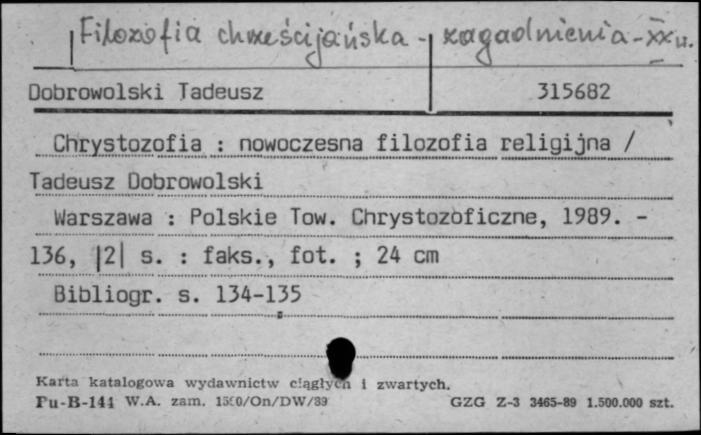 Filozofia chrześcijańska - zagadnienia - XX w.
Dobrowolski Tadeusz 315682
Chrystozofia : nowoczesna filozofia religijna /
Tadeusz Dobrowolski
Warszawa : Polskie Tow. Chrystozoficzne, 1989. -
136, |2| s. : faks., fot. ; 24 cm
Bibliogr. s. 134-135
Karta katalogowa wydawnictw ciągłych i zwartych.
Pu-B-144 W.A. zam. /On/DW/89 GZG Z-3 3465-89 1.500.000 szt.